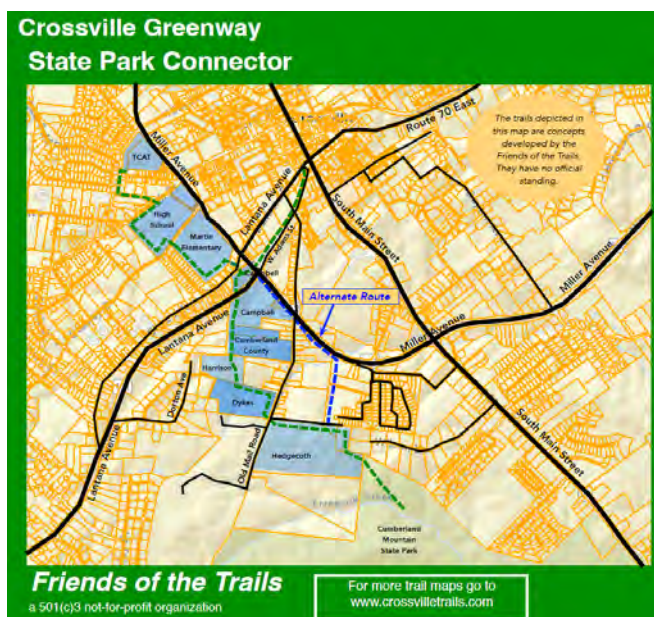 Crossville Greenway
State Park Connector
The trails depicted in
this map are concepts
developed by the
Friends of the Trails.
They have no official
standing.
Route 70 East
TCAT
Miller Avenue
High
School
Martin
Elementary
Lantana Avenue
W. Adams St
South Main Street
Miller Avenue
Campbell
Alternate Route
Campbell
Cumberland
County
Lantana Avenue
Miller Avenue
Harrison
Dykes
Dotton Ave
Old Mail Road
Hedgecoth
South Main Street
Lantana Avenue
Cumberland
Mountain
State Park
Friends of the Trails
a 501(c)3 not-for-profit organization
For more trail maps go to
www.crossvilletrails.com